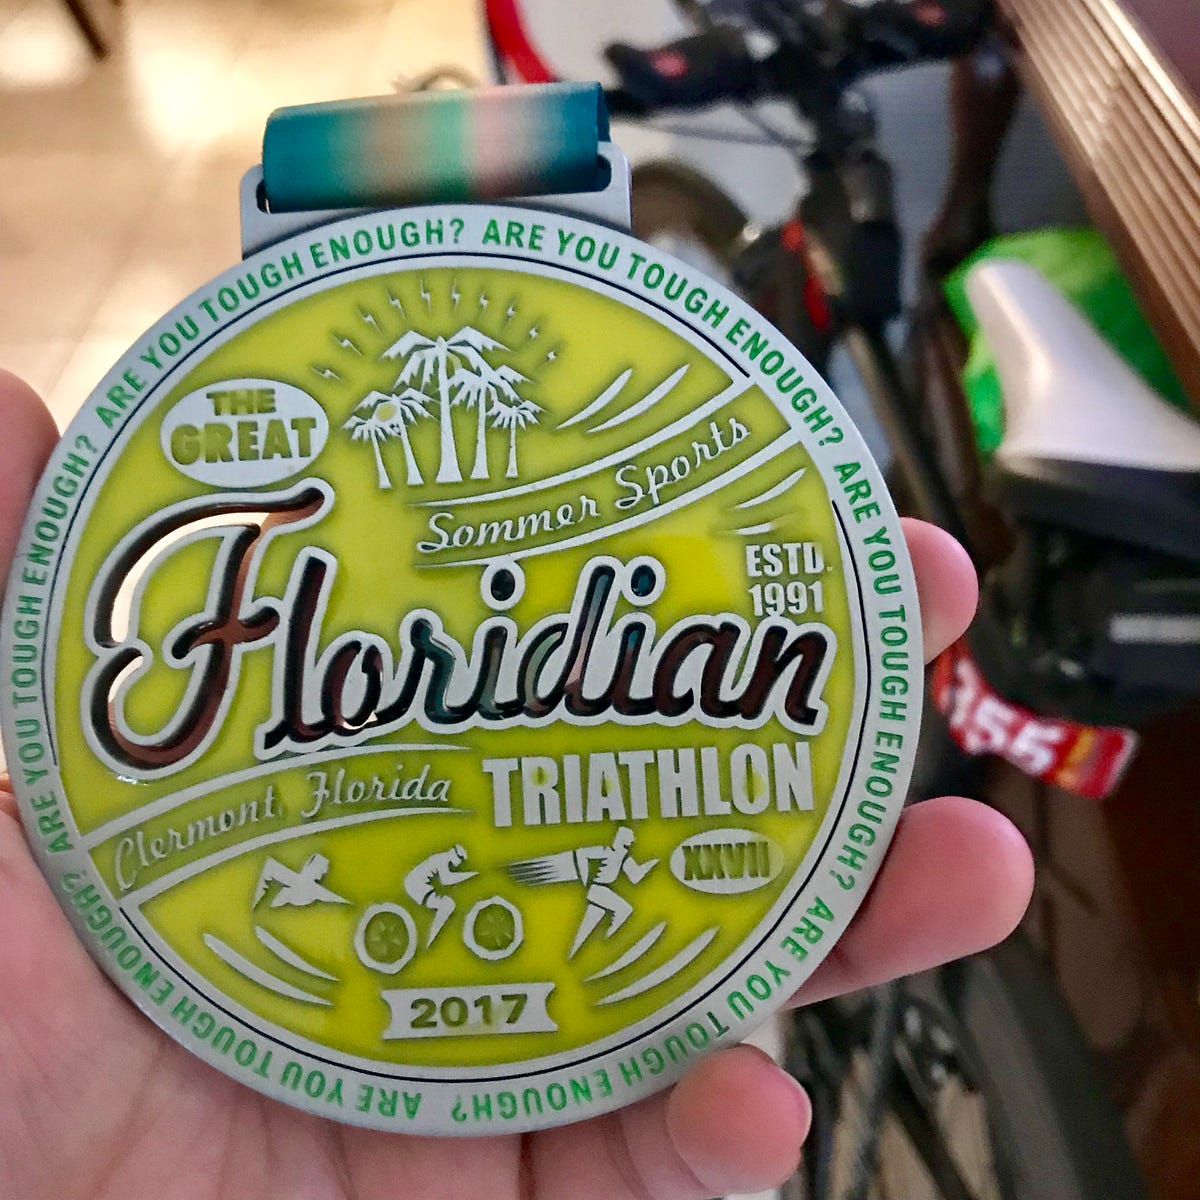 ARE YOU TOUGH ENOUGH? ARE YOU TOUGH ENOUGH? ARE YOU TOUGH ENOUGH? ARE YOU TOUGH ENOUGH? ARE YOU TOUGH ENOUGH? ARE YOU TOUGH ENOUGH?
THE
GREAT
Sommer Sports
Floridian
ESTD.
1991
TRIATHLON
Clermont, Florida
XXVII
2017